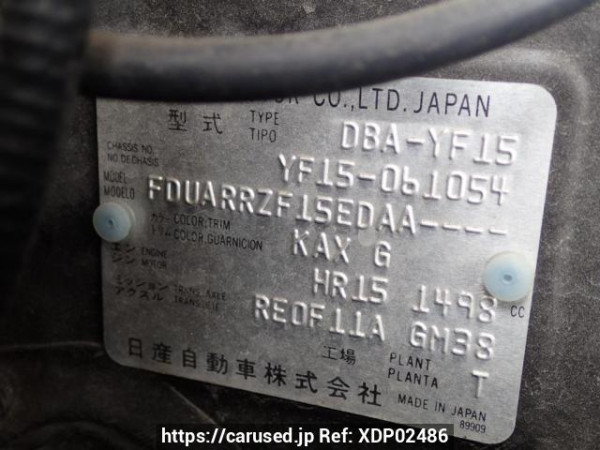 CO.,LTD. JAPAN
型式 TYPE TIPO DBA-YF15
CHASSIS NO. NO.DE CHASIS YF15-061054
MODEL MODELO FDUARRZF15EDAA----
カラー COLOR,TRIM トリム COLOR,GUARNICION KAX G
エンジン ENGINE MOTOR HR15 1498 CC
ミッション アクスル TRANS.AXLE TRANSEJE RE0F11A GM38
工場 PLANT PLANTA T
日産自動車株式会社
MADE IN JAPAN
89909
https://carused.jp Ref: XDP02486